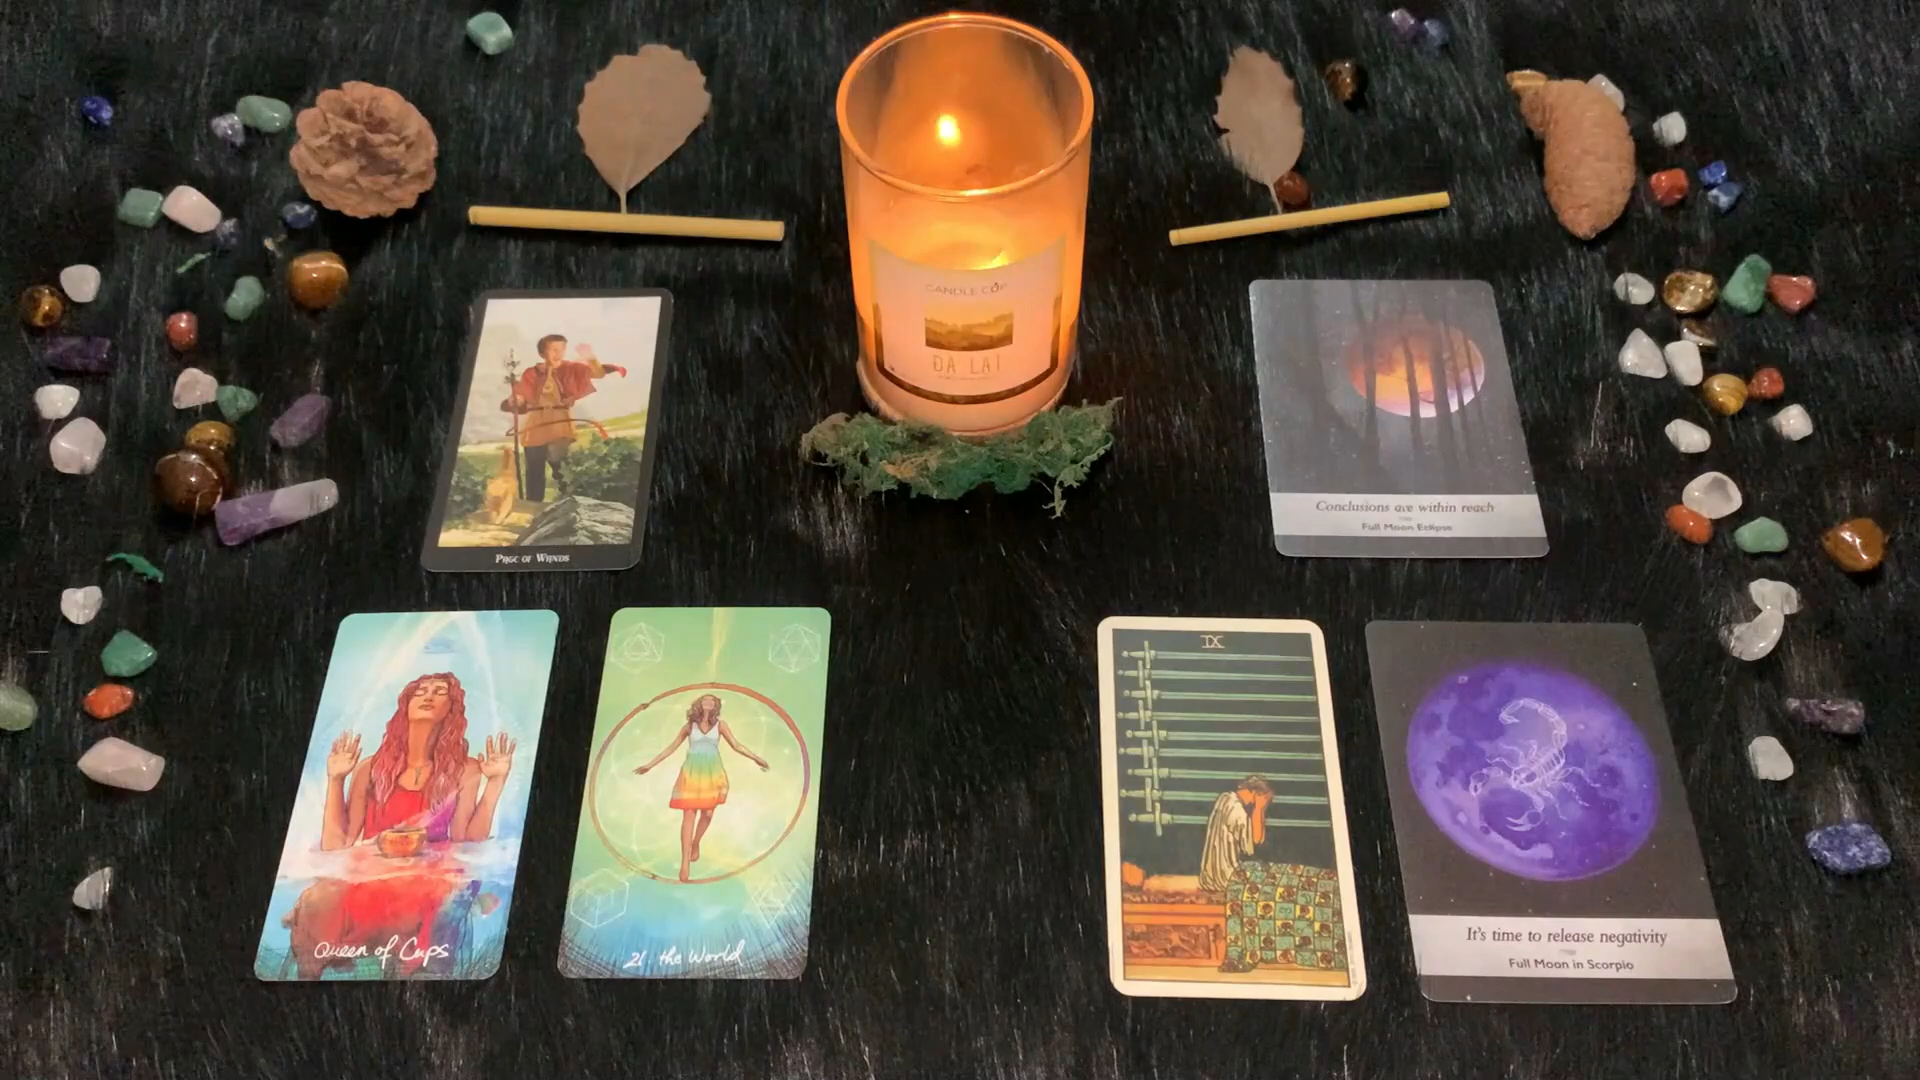 CANDLE CUP
ĐÀ LẠT
PAGE OF WANDS
Conclusions are within reach
Full Moon Eclipse
Queen of Cups
21 the World
IX
It's time to release negativity
Full Moon in Scorpio